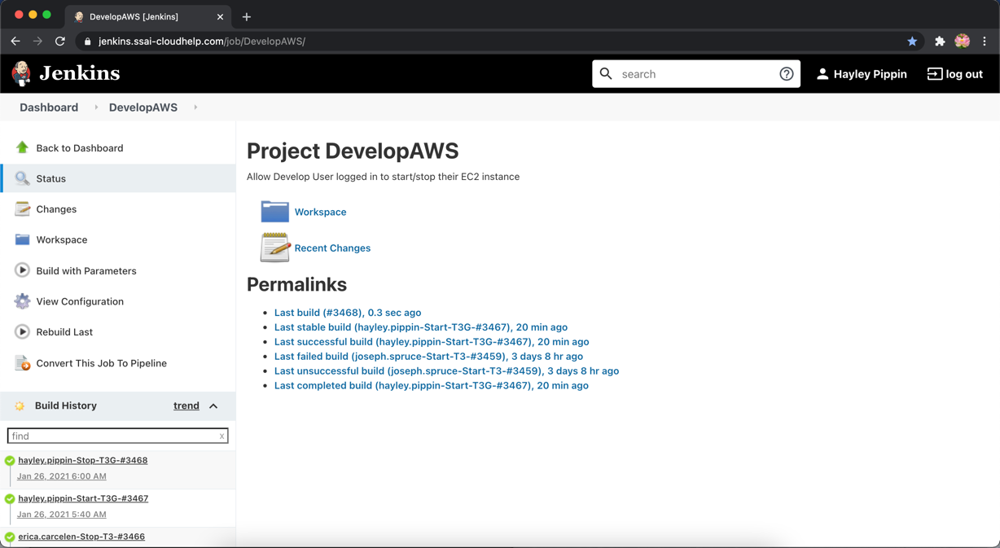 DevelopAWS [Jenkins]
jenkins.ssai-cloudhelp.com/job/DevelopAWS/
Jenkins
search
Hayley Pippin
log out
Dashboard
DevelopAWS
Back to Dashboard
Status
Changes
Workspace
Build with Parameters
View Configuration
Rebuild Last
Convert This Job To Pipeline
Build History
trend
find
x
hayley.pippin-Stop-T3G-#3468
Jan 26, 2021 6:00 AM
hayley.pippin-Start-T3G-#3467
Jan 26, 2021 5:40 AM
erica.carcelen-Stop-T3-#3466
Project DevelopAWS
Allow Develop User logged in to start/stop their EC2 instance
Workspace
Recent Changes
Permalinks
Last build (#3468), 0.3 sec ago
Last stable build (hayley.pippin-Start-T3G-#3467), 20 min ago
Last successful build (hayley.pippin-Start-T3G-#3467), 20 min ago
Last failed build (joseph.spruce-Start-T3-#3459), 3 days 8 hr ago
Last unsuccessful build (joseph.spruce-Start-T3-#3459), 3 days 8 hr ago
Last completed build (hayley.pippin-Start-T3G-#3467), 20 min ago